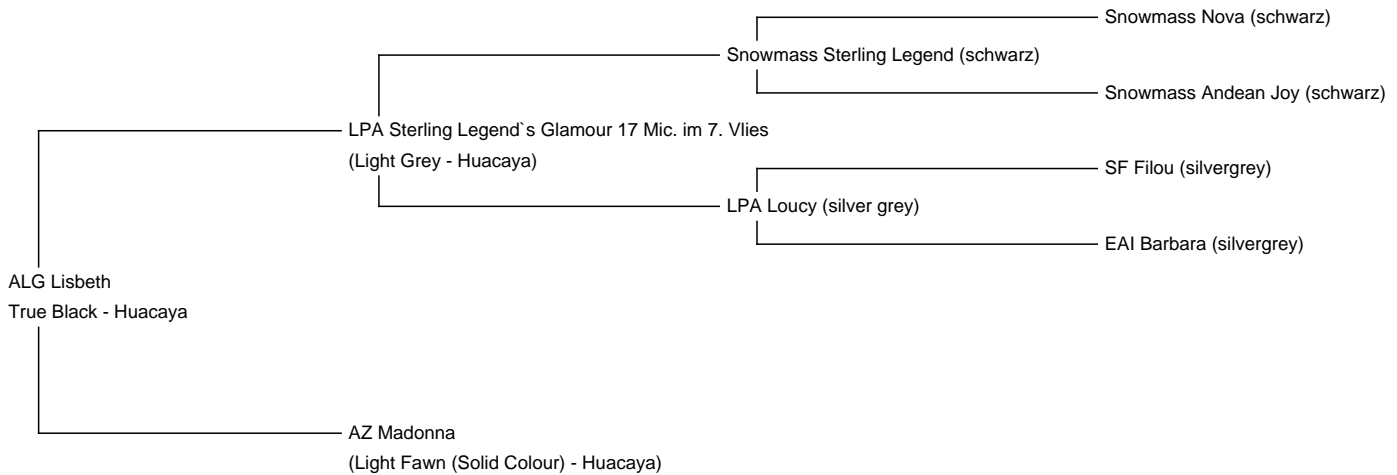 Snowmass Nova (schwarz)
Snowmass Sterling Legend (schwarz)
Snowmass Andean Joy (schwarz)
LPA Sterling Legend`s Glamour 17 Mic. im 7. Vlies
(Light Grey - Huacaya)
SF Filou (silvergrey)
LPA Loucy (silver grey)
EAI Barbara (silvergrey)
ALG Lisbeth
True Black - Huacaya
AZ Madonna
(Light Fawn (Solid Colour) - Huacaya)